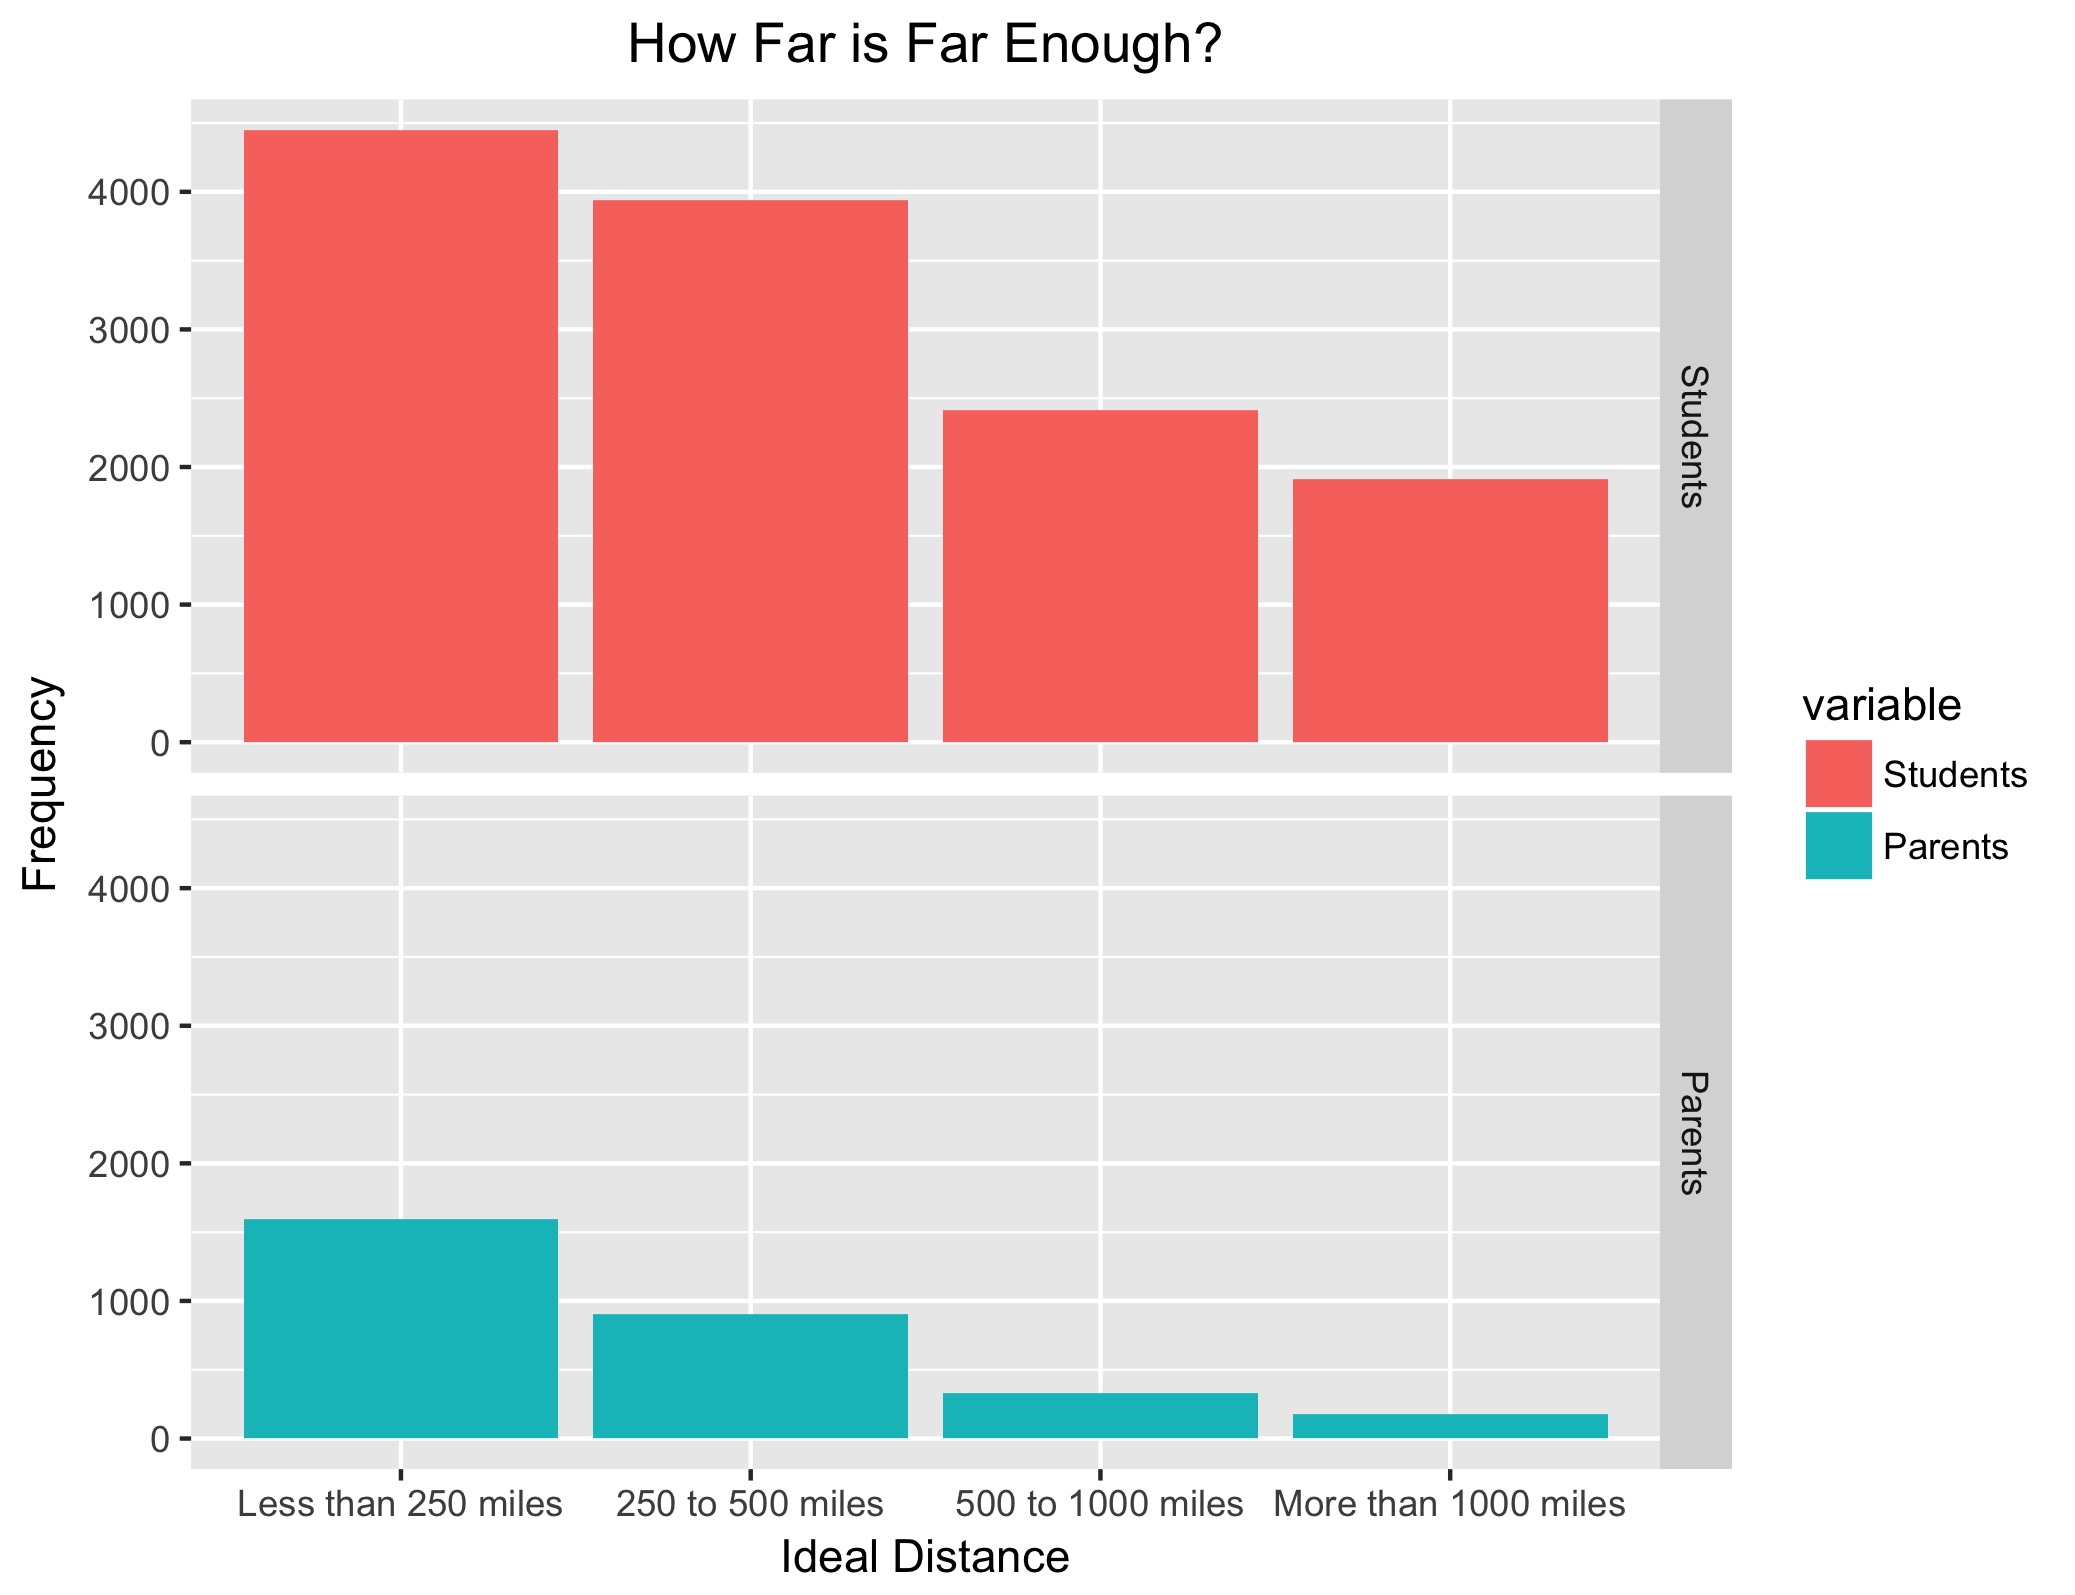 How Far is Far Enough?
4000
3000
2000
1000
0
Students
4000
3000
2000
1000
0
Parents
Frequency
Less than 250 miles
250 to 500 miles
500 to 1000 miles
More than 1000 miles
Ideal Distance
variable
Students
Parents